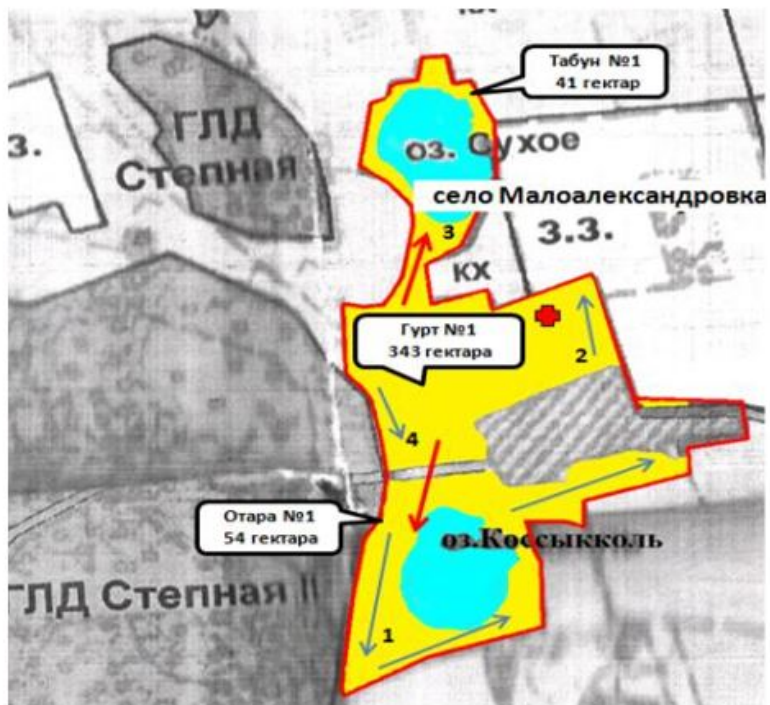 Табун №1
41 гектар
ГЛД
Степная
з.
оз. Сухое
село Малоалександровка
3
З.З.
КХ
Гурт №1
343 гектара
2
4
Отара №1
54 гектара
оз.Коссыкколь
ГЛД Степная II
1